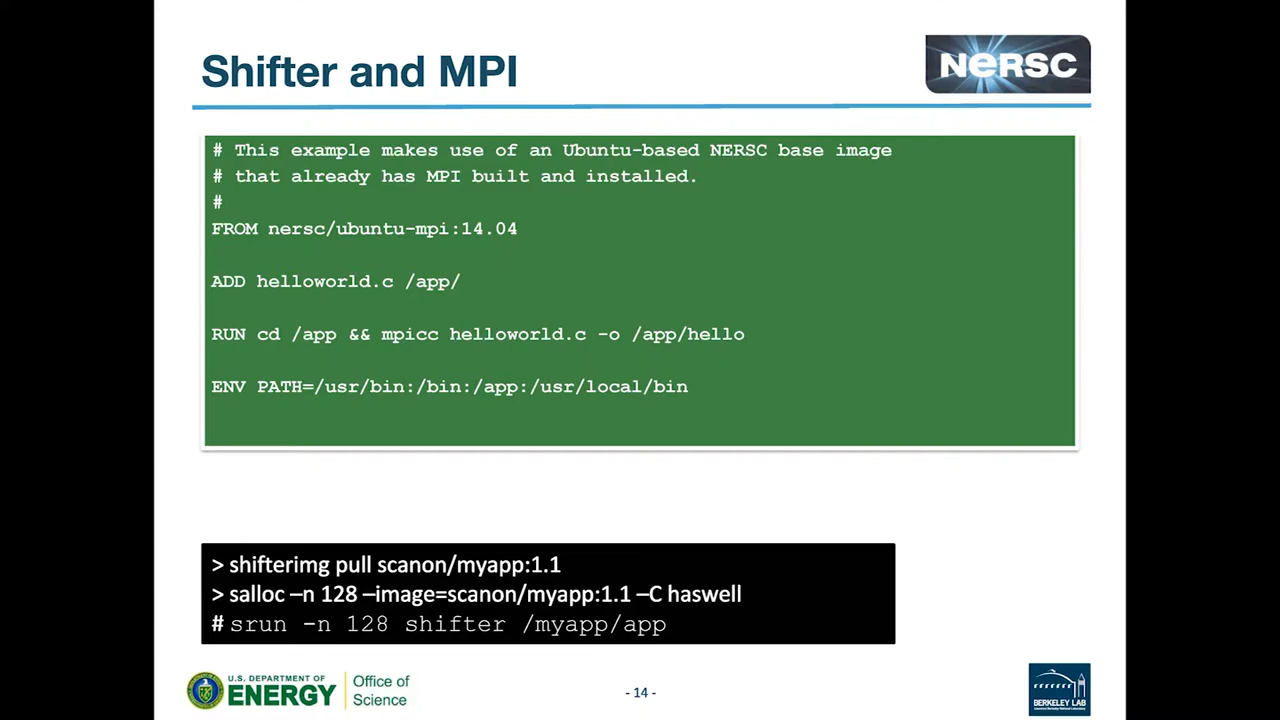 Shifter and MPI
NERSC
# This example makes use of an Ubuntu-based NERSC base image
# that already has MPI built and installed.
#
FROM nersc/ubuntu-mpi:14.04
ADD helloworld.c /app/
RUN cd /app && mpicc helloworld.c -o /app/hello
ENV PATH=/usr/bin:/bin:/app:/usr/local/bin
> shifterimg pull scanon/myapp:1.1
> salloc –n 128 –image=scanon/myapp:1.1 –C haswell
# srun -n 128 shifter /myapp/app
U.S. DEPARTMENT OF
ENERGY
Office of
Science
- 14 -
BERKELEY LAB